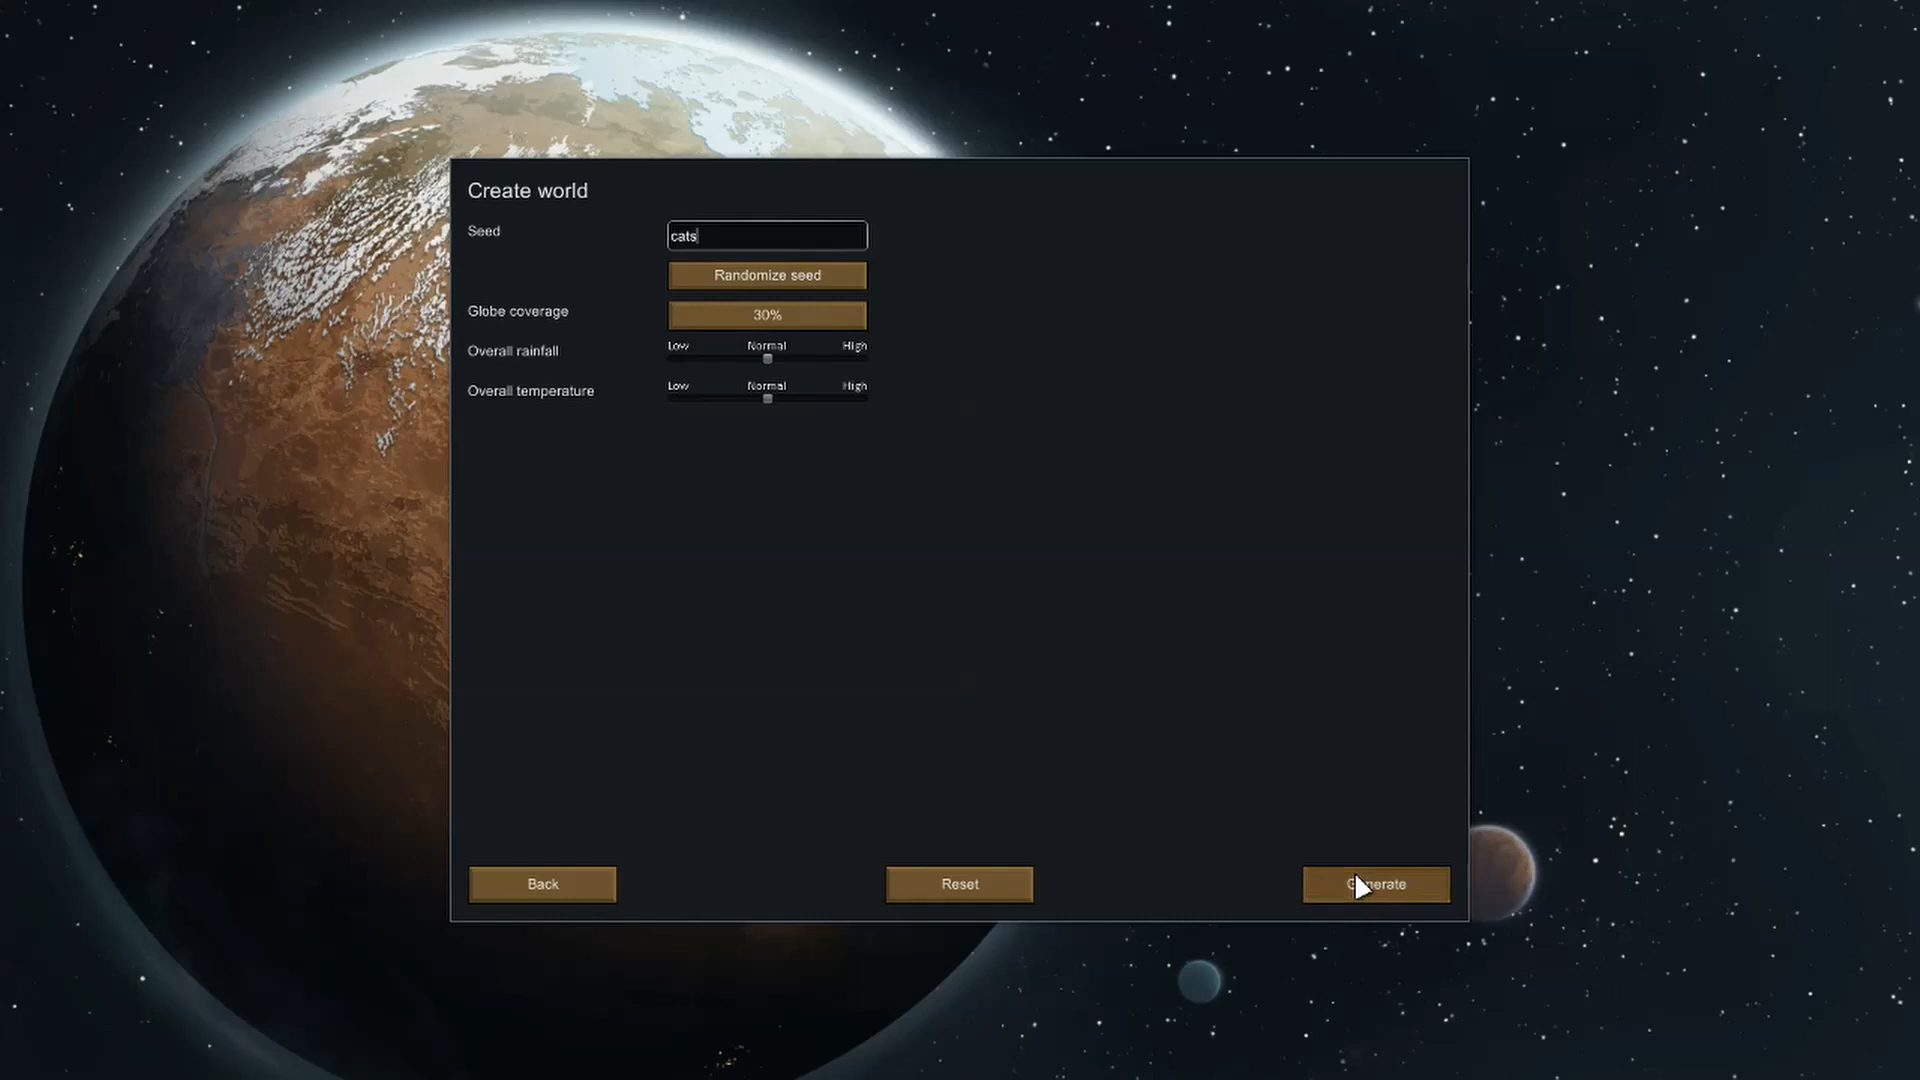 Create world
Seed
cats
Randomize seed
Globe coverage
30%
Overall rainfall
Low Normal High
Overall temperature
Low Normal High
Back
Reset
Generate